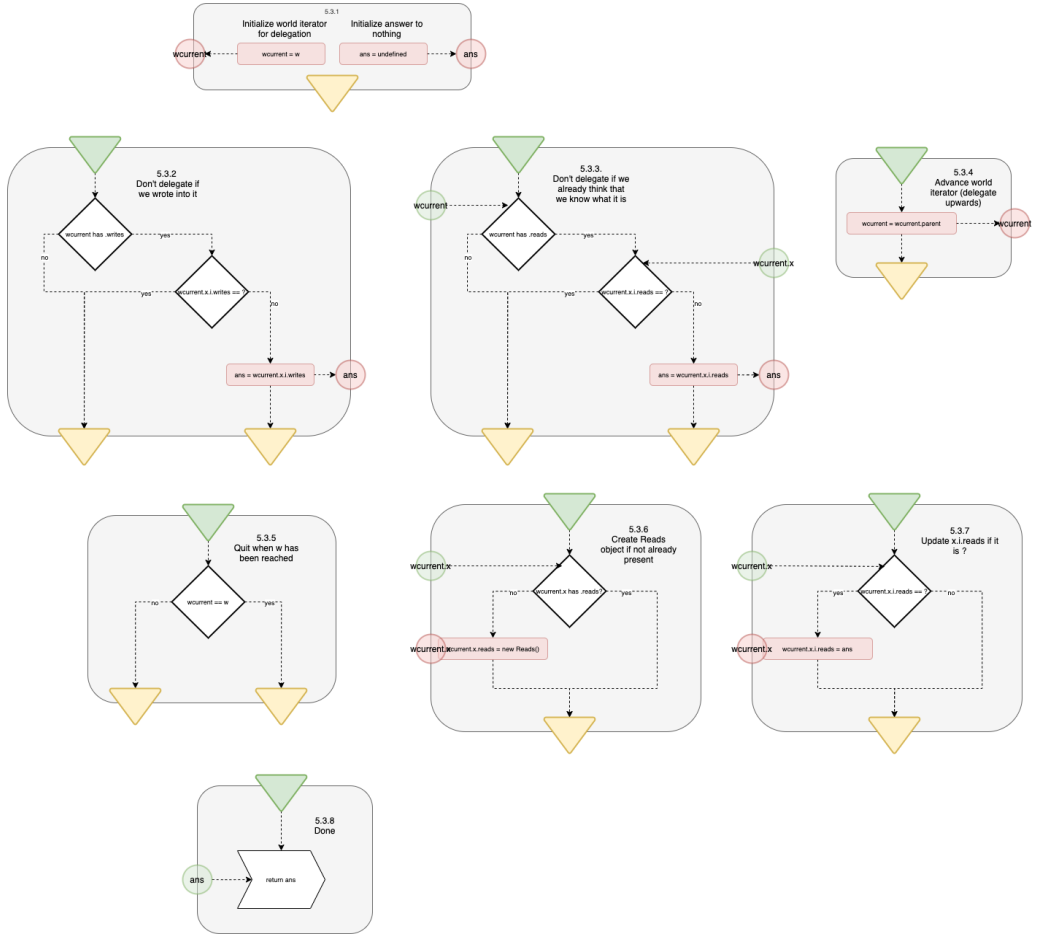 5.3.1
Initialize world iterator
for delegation
Initialize answer to
nothing
wcurrent
wcurrent = w
ans = undefined
ans
5.3.2
Don't delegate if
we wrote into it
wcurrent has .writes
yes
no
wcurrent.x.i.writes == ?
yes
no
ans = wcurrent.x.i.writes
ans
5.3.3.
Don't delegate if we
already think that
we know what it is
wcurrent
wcurrent has .reads
yes
no
wcurrent.x
wcurrent.x.i.reads == ?
yes
no
ans = wcurrent.x.i.reads
ans
5.3.4
Advance world
iterator (delegate
upwards)
wcurrent = wcurrent.parent
wcurrent
5.3.5
Quit when w has
been reached
no
wcurrent == w
yes
5.3.6
Create Reads
object if not already
present
wcurrent.x
no
wcurrent.x has .reads?
yes
wcurrent.x
wcurrent.x.reads = new Reads()
5.3.7
Update x.i.reads if it
is ?
wcurrent.x
yes
wcurrent.x.i.reads == ?
no
wcurrent.x
wcurrent.x.i.reads = ans
5.3.8
Done
ans
return ans